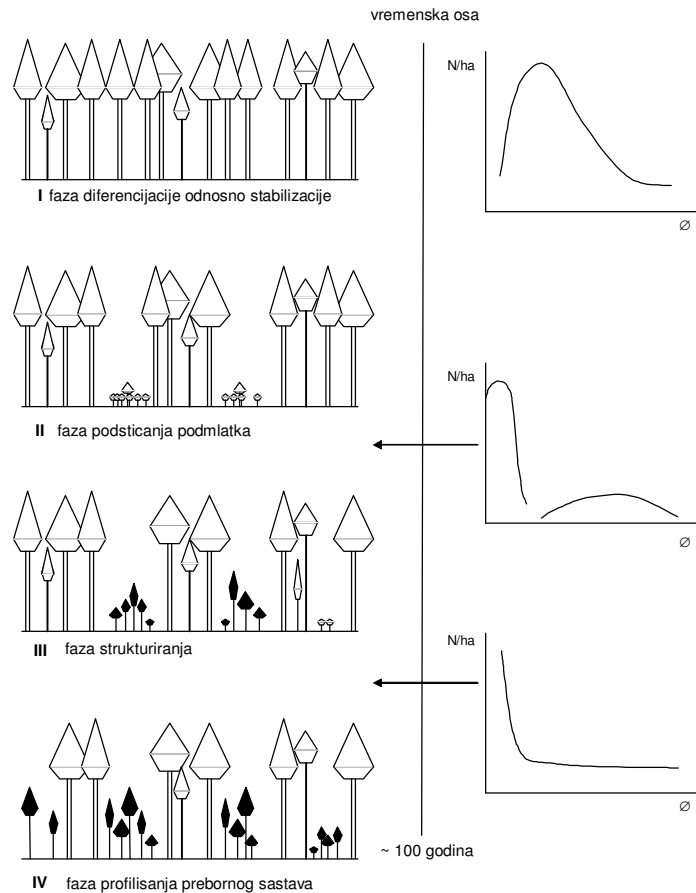 vremenska osa
N/ha
∅
I faza diferencijacije odnosno stabilizacije
N/ha
∅
II faza podsticanja podmlatka
N/ha
∅
III faza strukturiranja
~ 100 godina
IV faza profilisanja prebornog sastava